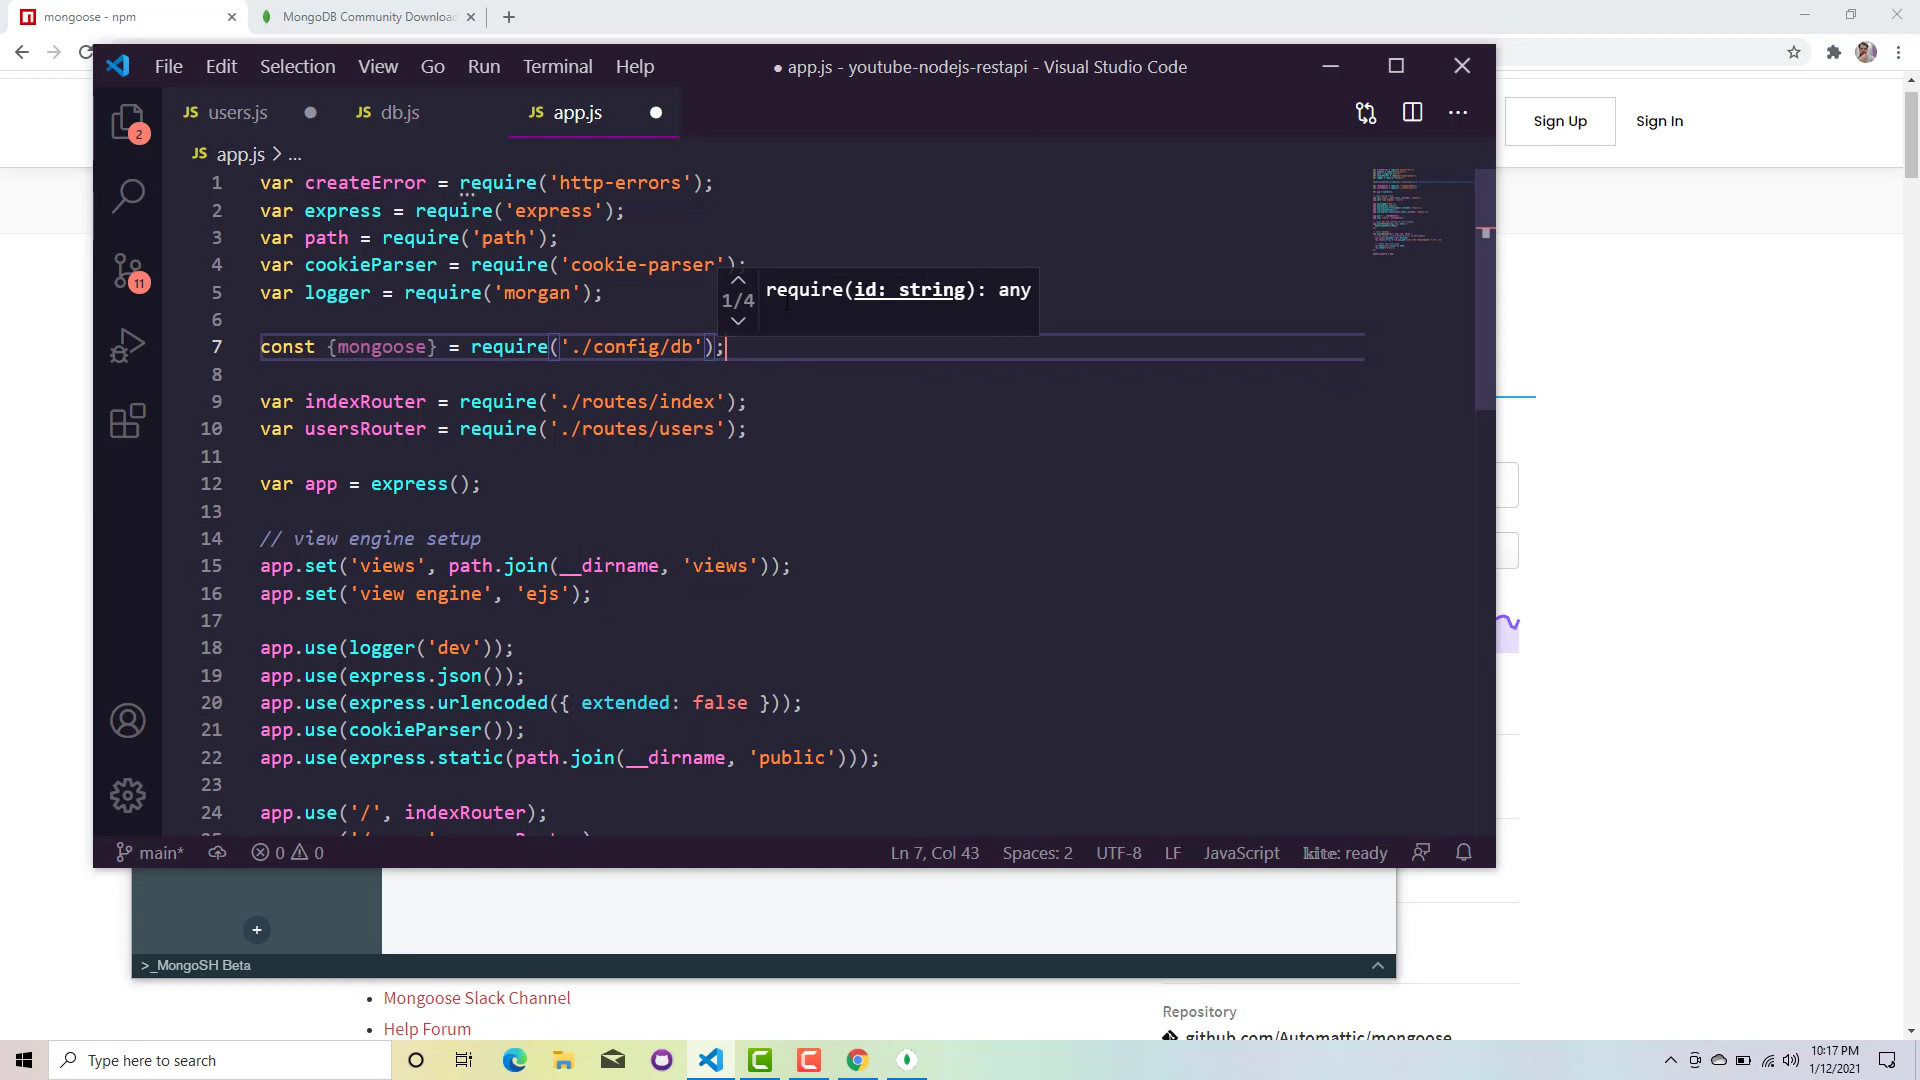 mongoose - npm
MongoDB Community Download
File Edit Selection View Go Run Terminal Help
● app.js - youtube-nodejs-restapi - Visual Studio Code
JS users.js
JS db.js
JS app.js
Sign Up
Sign In
2
JS app.js > ...
1 var createError = require('http-errors');
2 var express = require('express');
3 var path = require('path');
4 var cookieParser = require('cookie-parser');
5 var logger = require('morgan');
1/4 require(id: string): any
6
7 const {mongoose} = require('./config/db');
8
9 var indexRouter = require('./routes/index');
10 var usersRouter = require('./routes/users');
11
12 var app = express();
13
14 // view engine setup
15 app.set('views', path.join(__dirname, 'views'));
16 app.set('view engine', 'ejs');
17
18 app.use(logger('dev'));
19 app.use(express.json());
20 app.use(express.urlencoded({ extended: false }));
21 app.use(cookieParser());
22 app.use(express.static(path.join(__dirname, 'public')));
23
24 app.use('/', indexRouter);
11
main* 0 0
Ln 7, Col 43 Spaces: 2 UTF-8 LF JavaScript kite: ready
>_MongoSH Beta
Mongoose Slack Channel
Help Forum
Repository
github.com/Automattic/mongoose
Type here to search
10:17 PM
1/12/2021